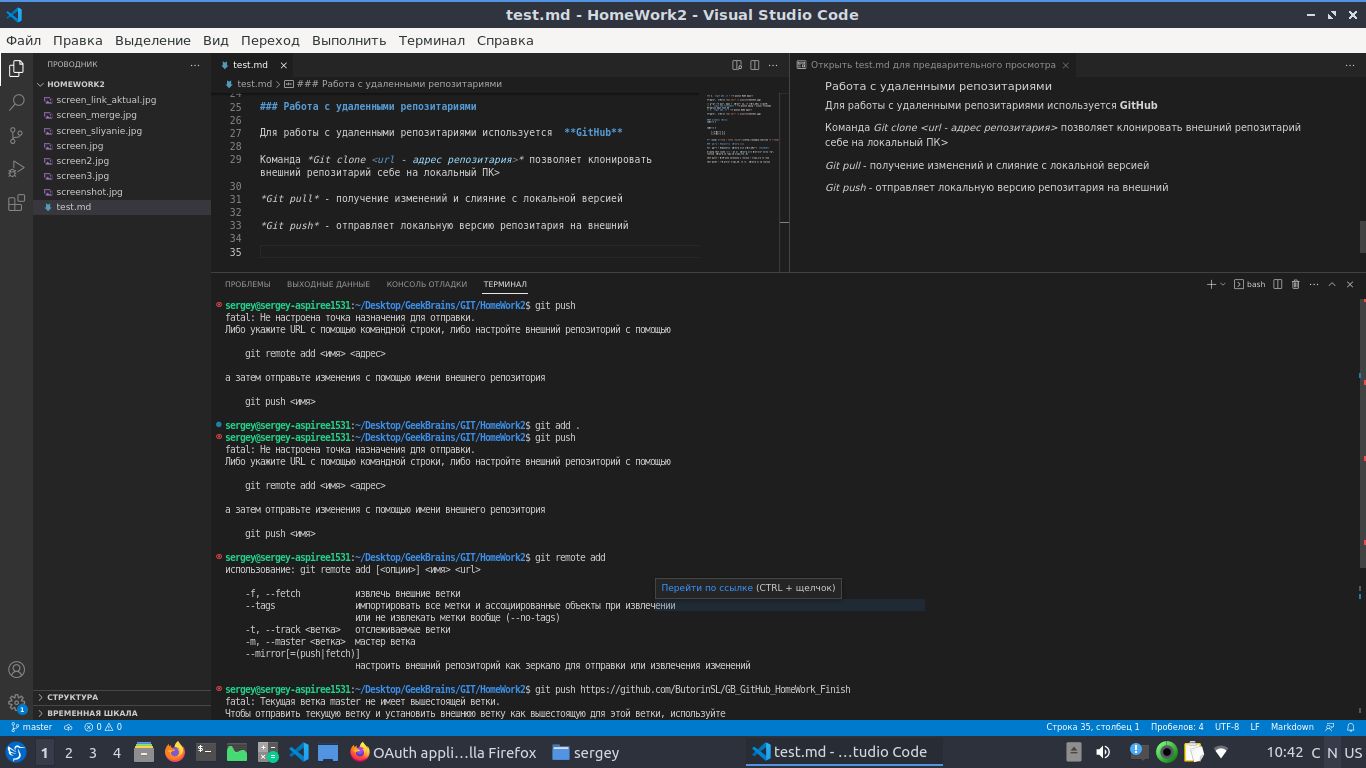 test.md - HomeWork2 - Visual Studio Code
Файл Правка Выделение Вид Переход Выполнить Терминал Справка
ПРОВОДНИК
HOMEWORK2
screen_link_aktual.jpg
screen_merge.jpg
screen_sliyanie.jpg
screen.jpg
screen2.jpg
screen3.jpg
screenshot.jpg
test.md
СТРУКТУРА
ВРЕМЕННАЯ ШКАЛА
test.md
test.md > ### Работа с удаленными репозитариями
24
25 ### Работа с удаленными репозитариями
26
27 Для работы с удаленными репозитариями используется **GitHub**
28
29 Команда *Git clone <url - адрес репозитария>* позволяет клонировать
внешний репозитарий себе на локальный ПК>
30
31 *Git pull* - получение изменений и слияние с локальной версией
32
33 *Git push* - отправляет локальную версию репозитария на внешний
34
35
Открыть test.md для предварительного просмотра
Работа с удаленными репозитариями
Для работы с удаленными репозитариями используется GitHub
Команда Git clone <url - адрес репозитария> позволяет клонировать внешний репозитарий
себе на локальный ПК>
Git pull - получение изменений и слияние с локальной версией
Git push - отправляет локальную версию репозитария на внешний
ПРОБЛЕМЫ ВЫХОДНЫЕ ДАННЫЕ КОНСОЛЬ ОТЛАДКИ ТЕРМИНАЛ
bash
sergey@sergey-aspiree1531:~/Desktop/GeekBrains/GIT/HomeWork2$ git push
fatal: Не настроена точка назначения для отправки.
Либо укажите URL с помощью командной строки, либо настройте внешний репозиторий с помощью
git remote add <имя> <адрес>
а затем отправьте изменения с помощью имени внешнего репозитория
git push <имя>
sergey@sergey-aspiree1531:~/Desktop/GeekBrains/GIT/HomeWork2$ git add .
sergey@sergey-aspiree1531:~/Desktop/GeekBrains/GIT/HomeWork2$ git push
fatal: Не настроена точка назначения для отправки.
Либо укажите URL с помощью командной строки, либо настройте внешний репозиторий с помощью
git remote add <имя> <адрес>
а затем отправьте изменения с помощью имени внешнего репозитория
git push <имя>
sergey@sergey-aspiree1531:~/Desktop/GeekBrains/GIT/HomeWork2$ git remote add
использование: git remote add [<опции>] <имя> <url>
Перейти по ссылке (CTRL + щелчок)
-f, --fetch извлечь внешние ветки
--tags импортировать все метки и ассоциированные объекты при извлечении
или не извлекать метки вообще (--no-tags)
-t, --track <ветка> отслеживаемые ветки
-m, --master <ветка> мастер ветка
--mirror[=(push|fetch)]
настроить внешний репозиторий как зеркало для отправки или извлечения изменений
sergey@sergey-aspiree1531:~/Desktop/GeekBrains/GIT/HomeWork2$ git push https://github.com/ButorinSL/GB_GitHub_HomeWork_Finish
fatal: Текущая ветка master не имеет вышестоящей ветки.
Чтобы отправить текущую ветку и установить внешнюю ветку как вышестоящую для этой ветки, используйте
1
master 0 0 Строка 35, столбец 1 Пробелов: 4 UTF-8 LF Markdown
1 2 3 4 OAuth appli...lla Firefox sergey test.md - ...tudio Code 10:42 C N US